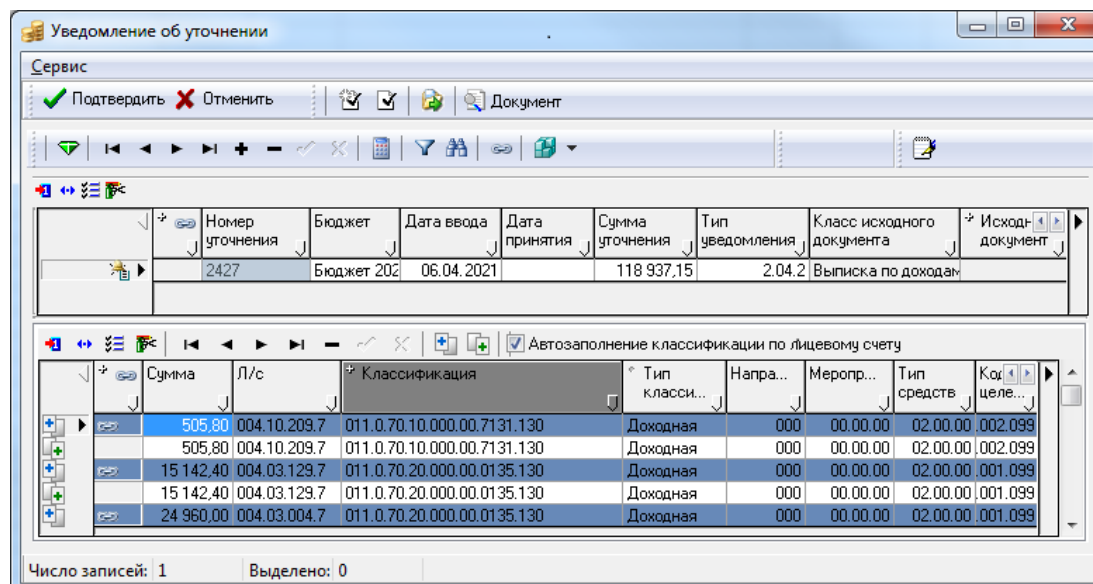 Уведомление об уточнении
Сервис
Подтвердить Отменить Документ
Номер уточнения Бюджет Дата ввода Дата принятия Сумма уточнения Тип уведомления Класс исходного документа Исходн документ
2427 Бюджет 202 06.04.2021 118 937,15 2.04.2 Выписка по доходам
Автозаполнение классификации по лицевому счету
Сумма Л/с Классификация Тип класси... Напра... Меропр... Тип средств Код целе...
505,80 004.10.209.7 011.0.70.10.000.00.7131.130 Доходная 000 00.00.00 02.00.00 .002.099
505,80 004.10.209.7 011.0.70.10.000.00.7131.130 Доходная 000 00.00.00 02.00.00 .002.099
15 142,40 004.03.129.7 011.0.70.20.000.00.0135.130 Доходная 000 00.00.00 02.00.00 .001.099
15 142,40 004.03.129.7 011.0.70.20.000.00.0135.130 Доходная 000 00.00.00 02.00.00 .001.099
24 960,00 004.03.004.7 011.0.70.20.000.00.0135.130 Доходная 000 00.00.00 02.00.00 .001.099
Число записей: 1 Выделено: 0